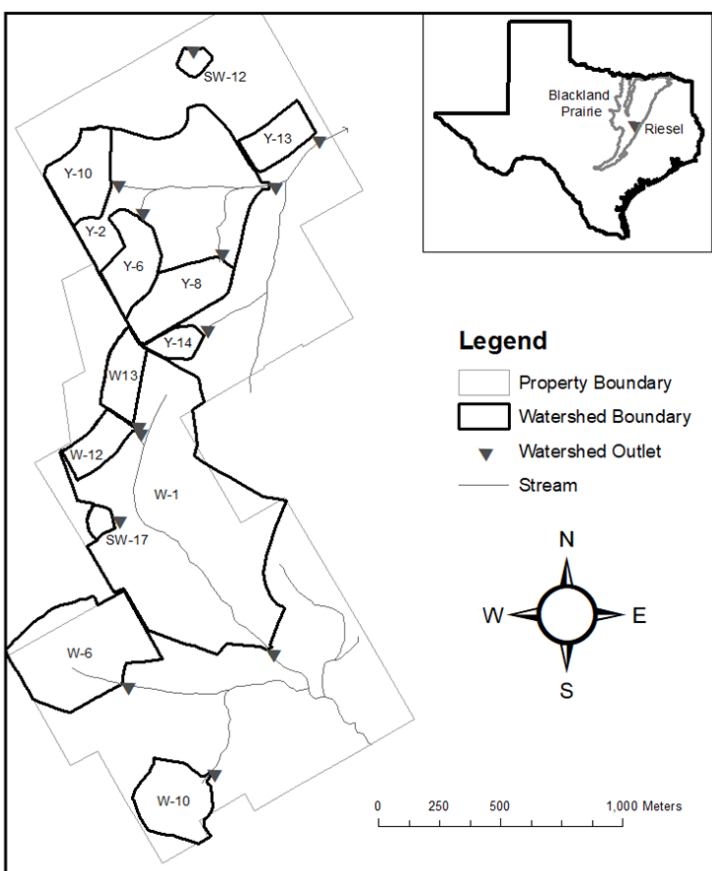 SW-12
Y-13
Y-10
Y-2
Y-6
Y-8
Y-14
W13
W-12
W-1
SW-17
W-6
W-10
Blackland
Prairie
Riesel
Legend
Property Boundary
Watershed Boundary
Watershed Outlet
Stream
N
W
E
S
0 250 500 1,000 Meters